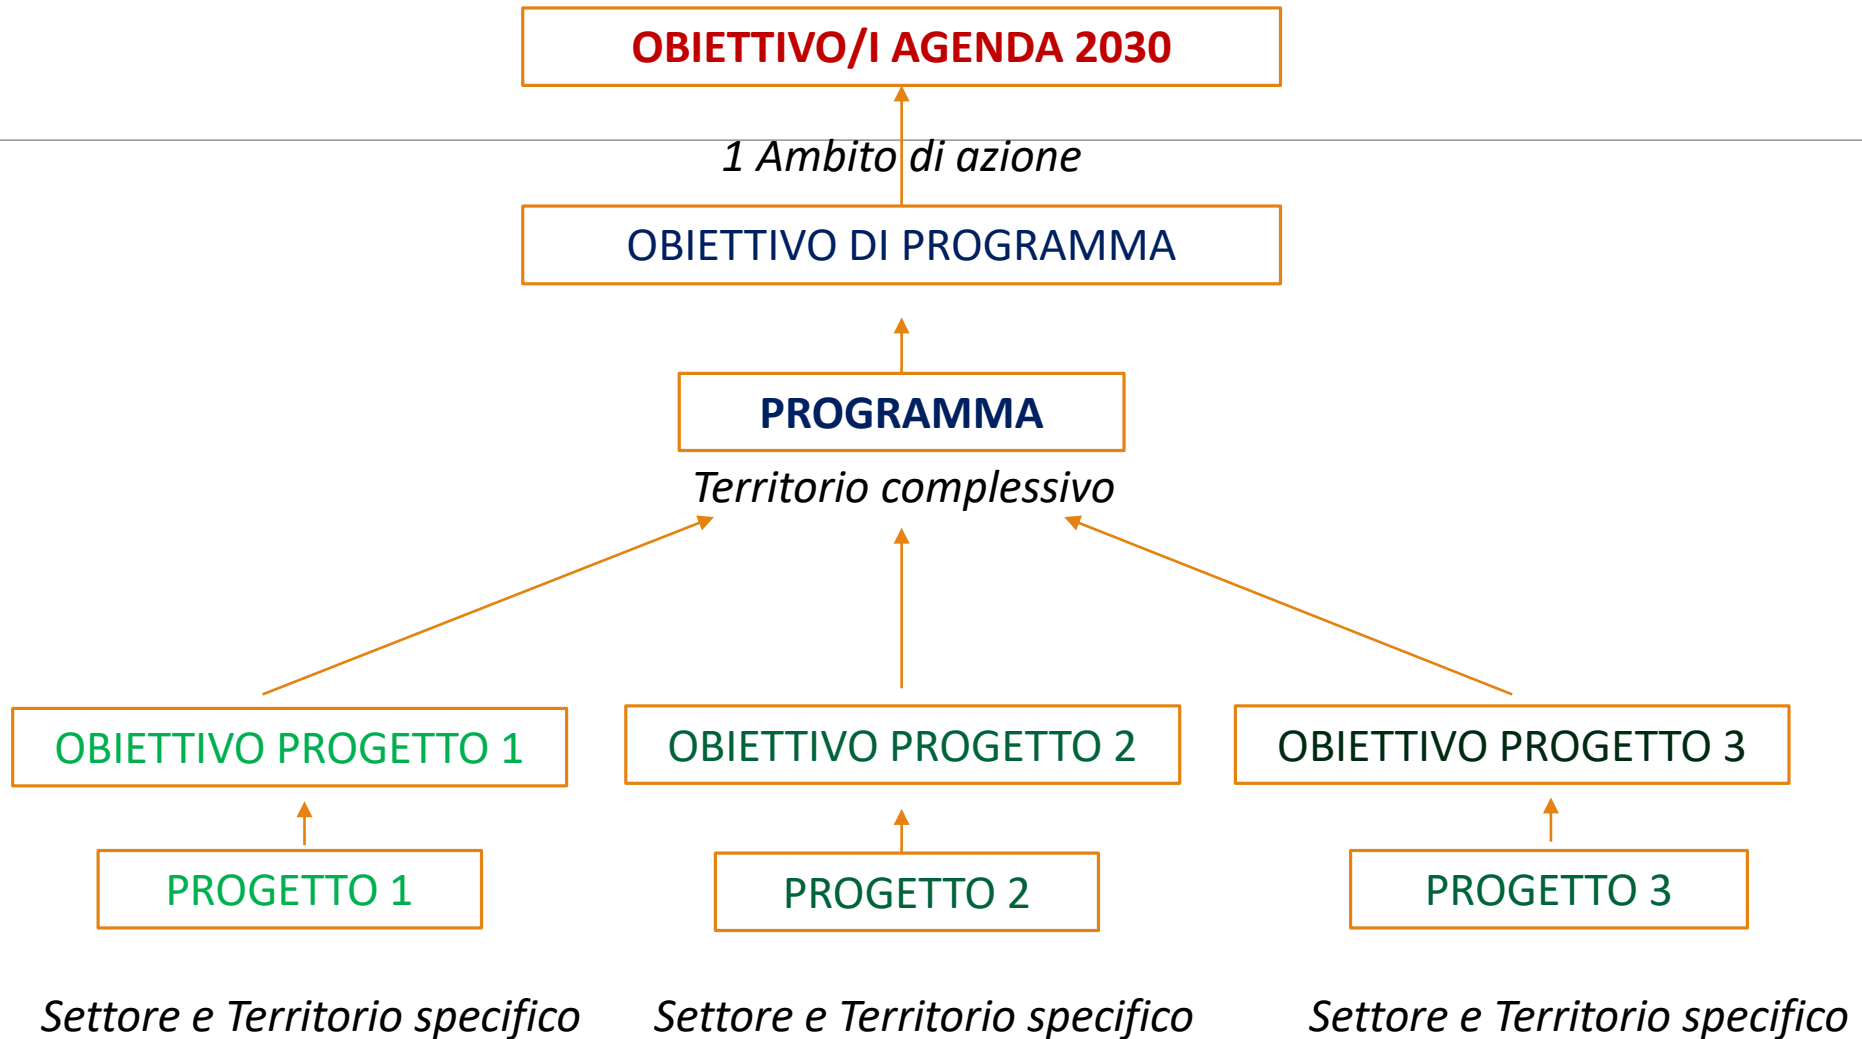 OBIETTIVO/I AGENDA 2030
1 Ambito di azione
OBIETTIVO DI PROGRAMMA
PROGRAMMA
Territorio complessivo
OBIETTIVO PROGETTO 1
OBIETTIVO PROGETTO 2
OBIETTIVO PROGETTO 3
PROGETTO 1
PROGETTO 2
PROGETTO 3
Settore e Territorio specifico
Settore e Territorio specifico
Settore e Territorio specifico